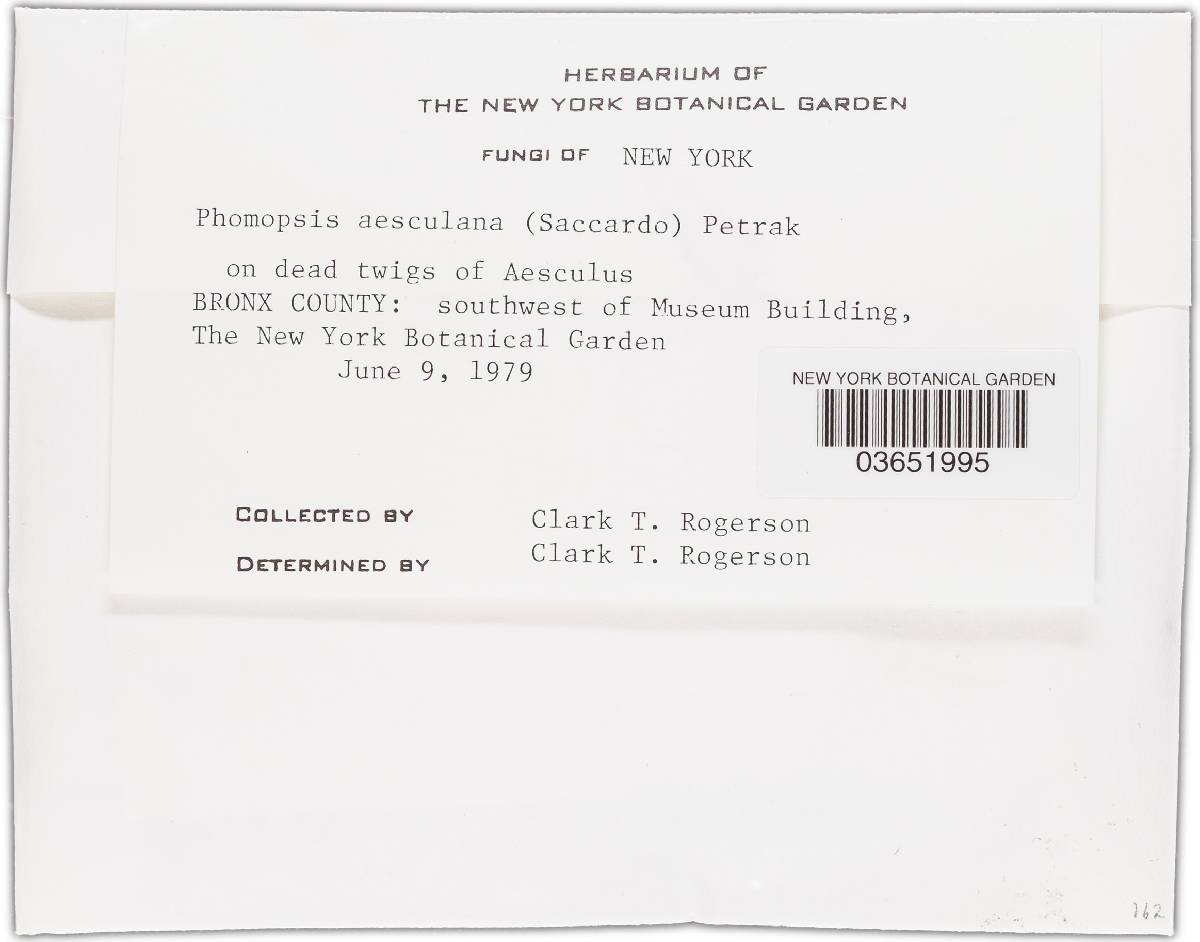 HERBARIUM OF
THE NEW YORK BOTANICAL GARDEN
FUNGI OF NEW YORK
Phomopsis aesculana (Saccardo) Petrak
on dead twigs of Aesculus
BRONX COUNTY: southwest of Museum Building,
The New York Botanical Garden
June 9, 1979
NEW YORK BOTANICAL GARDEN
03651995
COLLECTED BY Clark T. Rogerson
DETERMINED BY Clark T. Rogerson
162